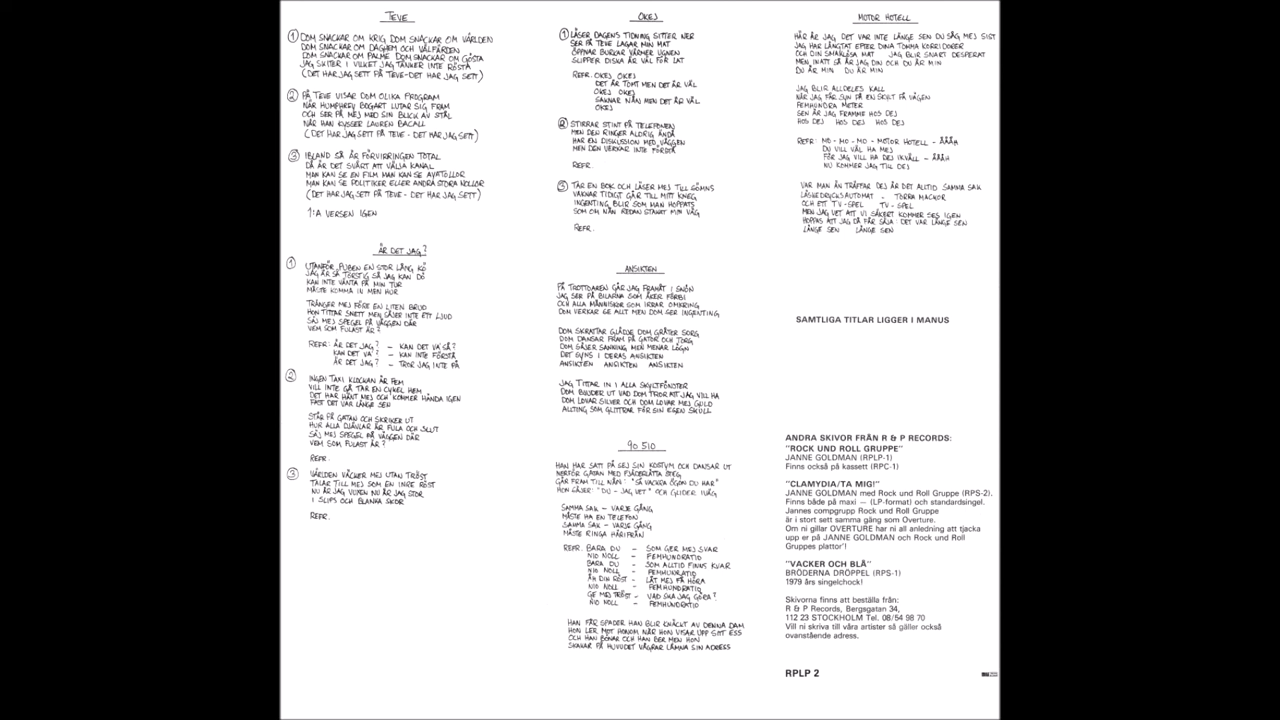 TEVE
① DOM SNACKAR OM KRIG DOM SNACKAR OM VÄRLDEN
DOM SNACKAR OM DAGHEM OCH VÄLFÄRDEN
DOM SNACKAR OM PALME DOM SNACKAR OM GÖSTA
JAG SKITER I VILKET JAG TÄNKER INTE RÖSTA
(DET HAR JAG SETT PÅ TEVE-DET HAR JAG SETT)
② PÅ TEVE VISAR DOM OLIKA PROGRAM
NÄR HUMPHREY BOGART LUTAR SIG FRAM
OCH SER PÅ MEJ MED SIN BLICK AV STÅL
NÄR HAN KYSSER LAUREN BACALL
(DET HAR JAG SETT PÅ TEVE - DET HAR JAG SETT)
③ IBLAND SÅ ÄR FÖRVIRRINGEN TOTAL
DÅ ÄR DET SVÅRT ATT VÄLJA KANAL
MAN KAN SE EN FILM MAN KAN SE AYATOLLOR
MAN KAN SE POLITIKER ELLER ANDRA STORA NOLLOR
(DET HAR JAG SETT PÅ TEVE - DET HAR JAG SETT)
1:A VERSEN IGEN
ÄR DET JAG?
① UTANFÖR PUBEN EN STOR LÅNG KÖ
JAG ÄR SÅ TÖRSTIG SÅ JAG KAN DÖ
KAN INTE VÄNTA PÅ MIN TUR
MÅSTE KOMMA IN MEN HUR
TRÄNGER MEJ FÖRE EN LITEN BRUD
HON TITTAR SNETT MEN SÄJER INTE ETT LJUD
SÄJ MEJ SPEGEL PÅ VÄGGEN DÄR
VEM SOM FULAST ÄR?
REFR: ÄR DET JAG? - KAN DET VA' SÅ?
KAN DET VA' - KAN INTE FÖRSTÅ
ÄR DET JAG? - TROR JAG INTE PÅ
② INGEN TAXI KLOCKAN ÄR FEM
VILL INTE GÅ TAR EN CYKEL HEM
DET HAR HÄNT MEJ OCH KOMMER HÄNDA IGEN
FAST DET VAR LÄNGE SEN
STÅR PÅ GATAN OCH SKRIKER UT
HUR ALLA DJÄVLAR ÄR FULA OCH SLUT
SÄJ MEJ SPEGEL PÅ VÄGGEN DÄR
VEM SOM FULAST ÄR?
REFR.
③ VÄRLDEN VÄCKER MEJ UTAN TRÖST
TALAR TILL MEJ SOM EN INRE RÖST
NU ÄR JAG VUXEN NU ÄR JAG STOR
I SLIPS OCH BLANKA SKOR
REFR.
OKEJ
① LÄSER DAGENS TIDNING SITTER NER
SER PÅ TEVE LAGAR MIN MAT
ÖPPNAR BURKAR VÄRMER UGNEN
SLIPPER DISKA ÄR VÄL FÖR LAT
REFR. OKEJ OKEJ
DET ÄR TOMT MEN DET ÄR VÄL
OKEJ OKEJ
SAKNAR NÅN MEN DET ÄR VÄL
OKEJ
② STIRRAR STINT PÅ TELEFONEN
MEN DEN RINGER ALDRIG ÄNDÅ
HAR EN DISKUSSION MED VÄGGEN
MEN DEN VERKAR INTE FÖRSTÅ
REFR.
③ TAR EN BOK OCH LÄSER MEJ TILL SÖMNS
VAKNAR TIDIGT GÅR TILL MITT KNEG
INGENTING BLIR SOM MAN HOPPATS
SOM OM NÅN REDAN STAKAT MIN VÄG
REFR.
ANSIKTEN
PÅ TROTTOAREN GÅR JAG FRAMÅT I SNÖN
JAG SER PÅ BILARNA SOM ÅKER FÖRBI
OCH ALLA MÄNNISKOR SOM IRRAR OMKRING
DOM VERKAR SE ALLT MEN DOM SER INGENTING
DOM SKRATTAR GLÄDJE DOM GRÅTER SORG
DOM DANSAR FRAM PÅ GATOR OCH TORG
DOM SÄJER SANNING MEN MENAR LÖGN
DET SYNS I DERAS ANSIKTEN
ANSIKTEN ANSIKTEN ANSIKTEN
JAG TITTAR IN I ALLA SKYLTFÖNSTER
DOM BJUDER UT VAD DOM TROR ATT JAG VILL HA
DOM LOVAR SILVER OCH DOM LOVAR MEJ GULD
ALLTING SOM GLITTRAR FÖR SIN EGEN SKULL
90 510
HAN HAR SATT PÅ SEJ SIN KOSTYM OCH DANSAR UT
NERFÖR GATAN MED FJÄDERLÄTTA STEG
GÅR FRAM TILL NÅN: "SÅ VACKRA ÖGON DU HAR"
HON SÄJER: "DU - JAG VET" OCH GLIDER IVÄG
SAMMA SAK - VARJE GÅNG
MÅSTE HA EN TELEFON
SAMMA SAK - VARJE GÅNG
MÅSTE RINGA HÄRIFRÅN
REFR. BARA DU - SOM GER MEJ SVAR
NIO NOLL - FEMHUNDRATIO
BARA DU - SOM ALLTID FINNS KVAR
NIO NOLL - FEMHUNDRATIO
ÅH DIN RÖST - LÅT MEJ FÅ HÖRA
NIO NOLL - FEMHUNDRATIO
GE MEJ TRÖST - VAD SKA JAG GÖRA?
NIO NOLL - FEMHUNDRATIO
HAN FÅR SPADER HAN BLIR KNÄCKT AV DENNA DAM
HON LER MOT HONOM NÄR HON VISAR UPP SITT ESS
OCH HAN BÖNAR OCH HAN BER MEN HON
SKAKAR PÅ HUVUDET VÄGRAR LÄMNA SIN ADRESS
MOTOR HOTELL
HÄR ÄR JAG DET VAR INTE LÄNGE SEN DU SÅG MEJ SIST
JAG HAR LÄNGTAT EFTER DINA TOMMA KORRIDORER
OCH DIN SMAKLÖSA MAT JAG BLIR SNART DESPERAT
MEN INATT SÅ ÄR JAG DIN OCH DU ÄR MIN
DU ÄR MIN DU ÄR MIN
JAG BLIR ALLDELES KALL
NÄR JAG FÅR SYN PÅ EN SKYLT PÅ VÄGEN
FEMHUNDRA METER
SEN ÄR JAG FRAMME HOS DEJ
HOS DEJ HOS DEJ HOS DEJ
REFR: MO - MO - MO - MOTOR HOTELL - ÅÅÅH
DU VILL VÄL HA MEJ
FÖR JAG VILL HA DEJ IKVÄLL - ÅÅÅH
NU KOMMER JAG TILL DEJ
VAR MAN ÄN TRÄFFAR DEJ ÄR DET ALLTID SAMMA SAK
LÄSKEDRYCKSAUTOMAT - TORRA MACKOR
OCH ETT TV-SPEL TV-SPEL
MEN JAG VET ATT VI SÄKERT KOMMER SES IGEN
HOPPAS ATT JAG DÅ FÅR SÄJA: DET VAR LÄNGE SEN
LÄNGE SEN LÄNGE SEN
SAMTLIGA TITLAR LIGGER I MANUS
ANDRA SKIVOR FRÅN R & P RECORDS:
"ROCK UND ROLL GRUPPE"
JANNE GOLDMAN (RPLP-1)
Finns också på kassett (RPC-1)
"CLAMYDIA/TA MIG!"
JANNE GOLDMAN med Rock und Roll Gruppe (RPS-2).
Finns både på maxi — (LP-format) och standardsingel.
Jannes compgrupp Rock und Roll Gruppe
är i stort sett samma gäng som Overture.
Om ni gillar OVERTURE har ni all anledning att tjacka
upp er på JANNE GOLDMAN och Rock und Roll
Gruppes plattor'!
"VACKER OCH BLÅ"
BRÖDERNA DRÖPPEL (RPS-1)
1979 års singelchock!
Skivorna finns att beställa från:
R & P Records, Bergsgatan 34,
112 23 STOCKHOLM Tel. 08/54 98 70
Vill ni skriva till våra artister så gäller också
ovanstående adress.
RPLP 2